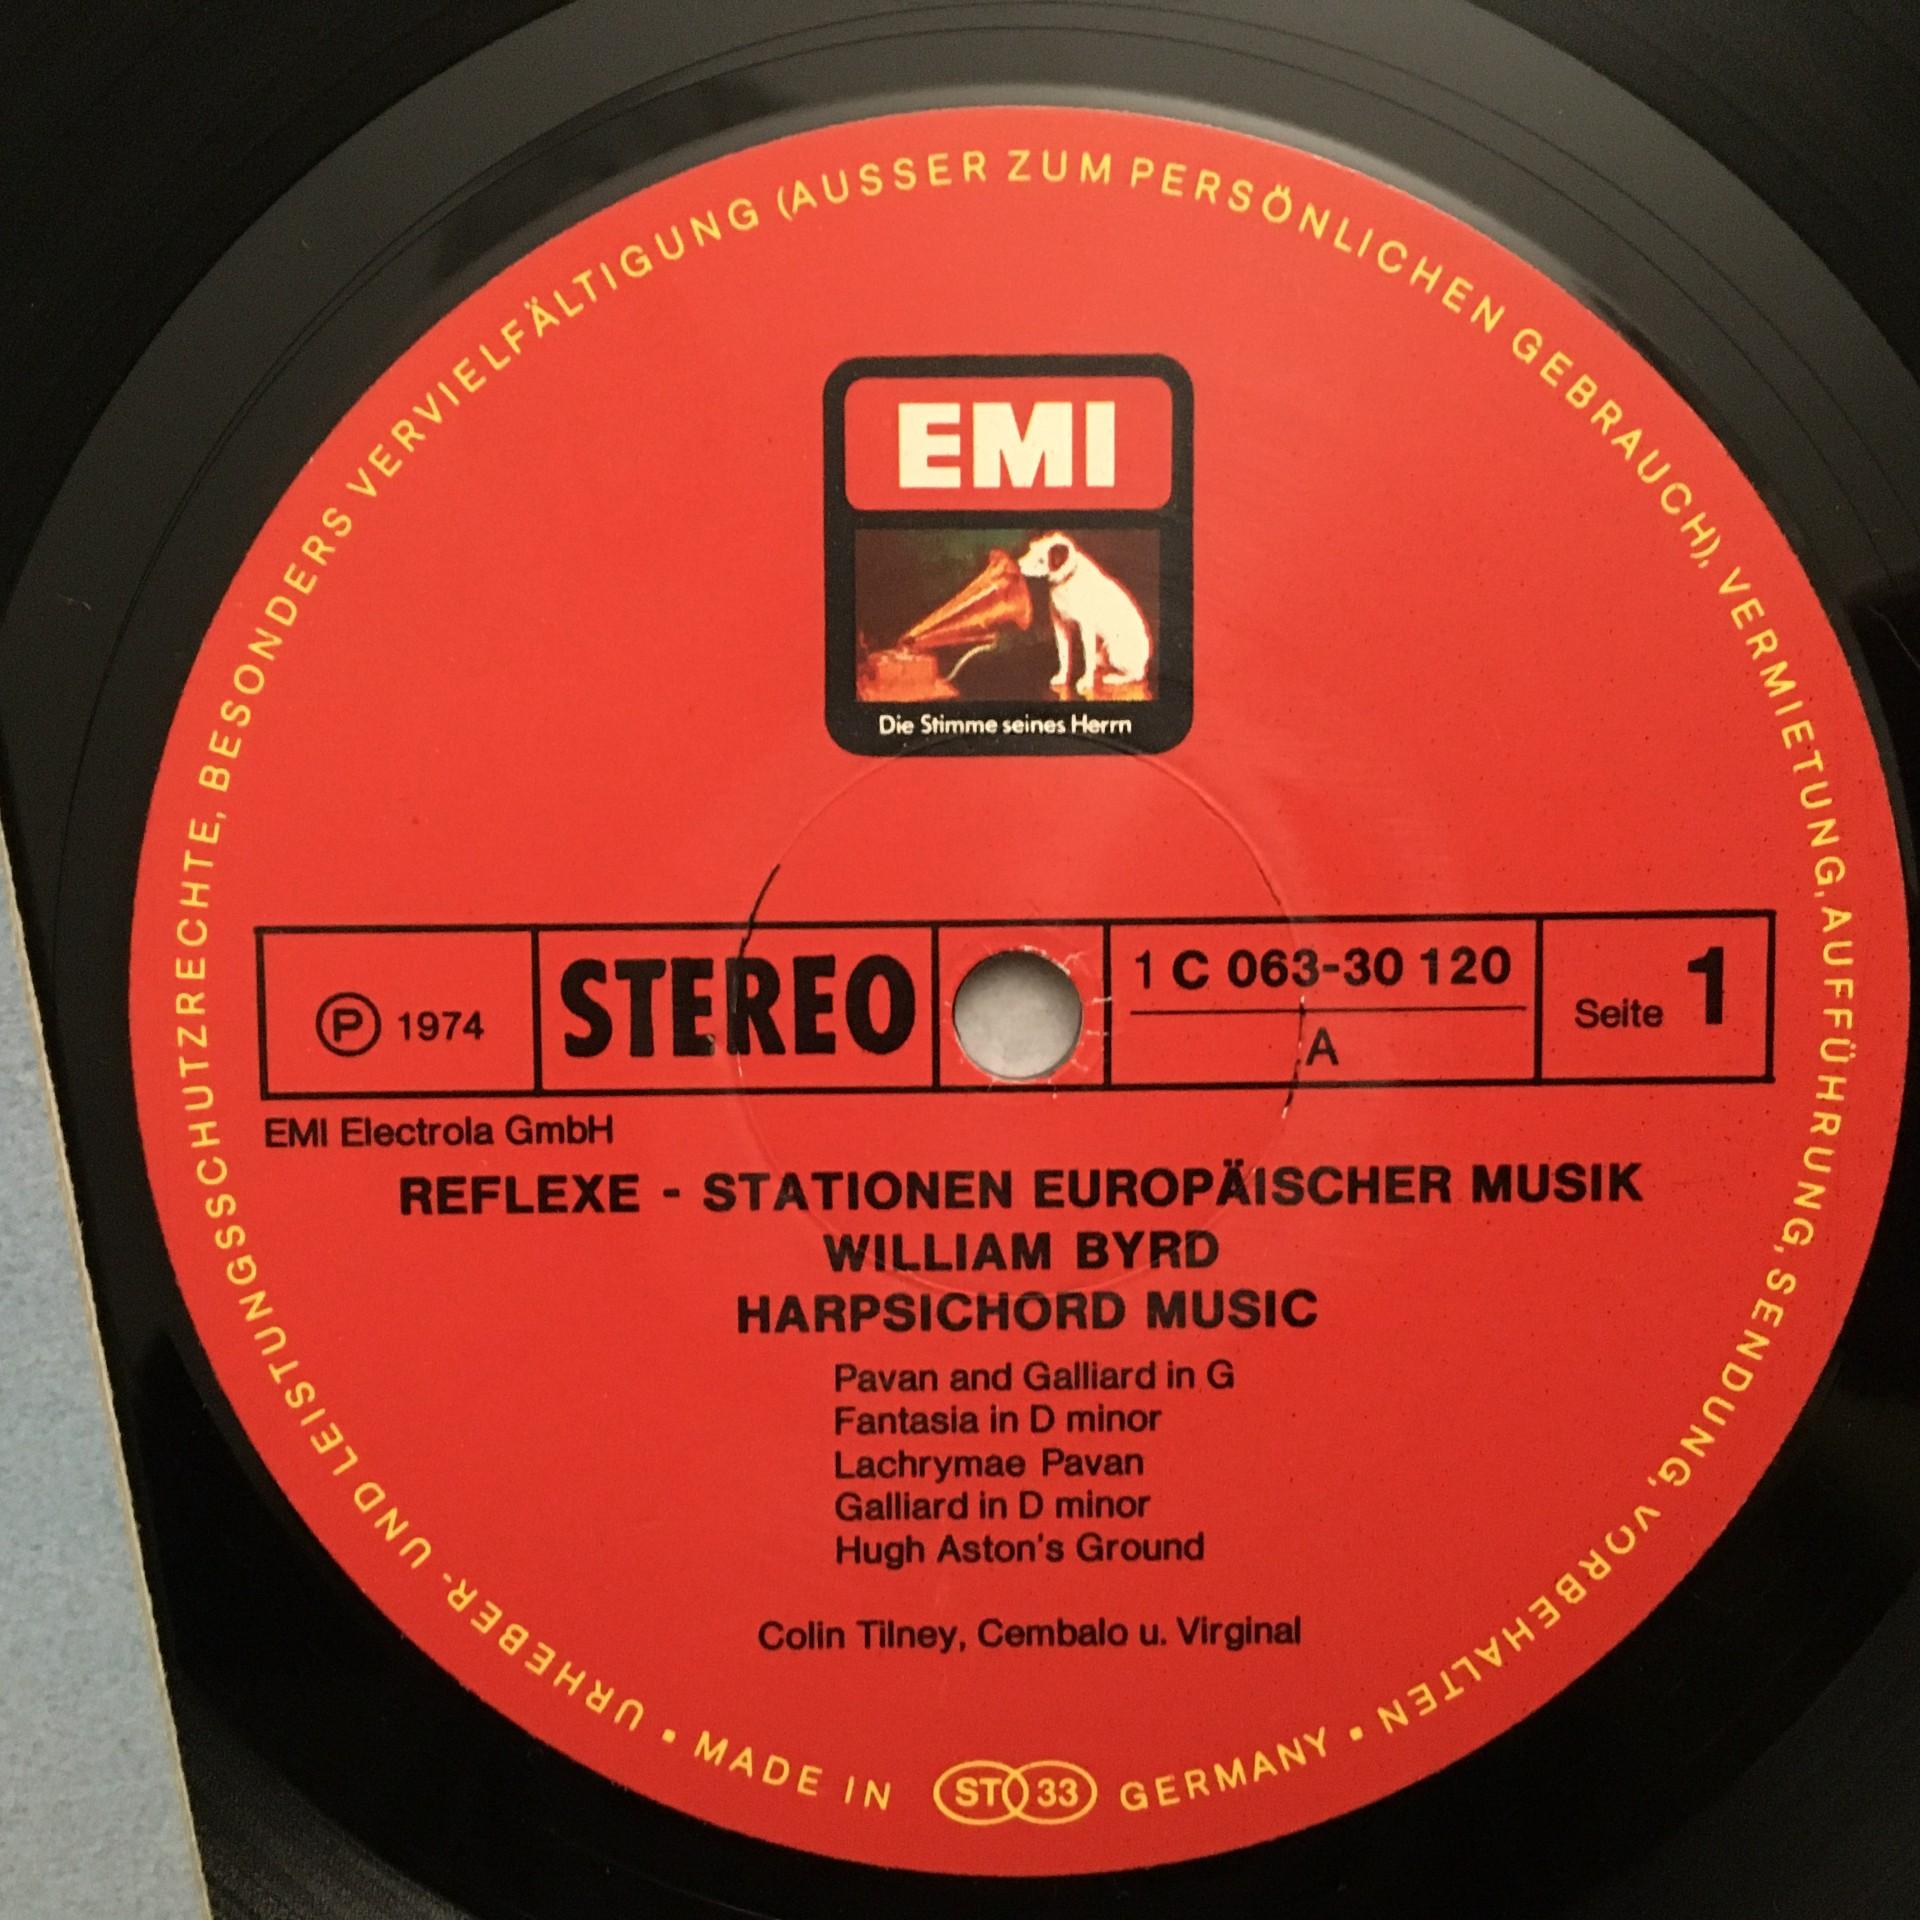 URHEBER- UND LEISTUNGSSCHUTZRECHTE, BESONDERS VERVIELFÄLTIGUNG (AUSSER ZUM PERSÖNLICHEN GEBRAUCH), VERMIETUNG, AUFFÜHRUNG, SENDUNG, VORBEHALTEN •
EMI
Die Stimme seines Herrn
℗ 1974
STEREO
1 C 063-30 120
A
Seite 1
EMI Electrola GmbH
REFLEXE - STATIONEN EUROPÄISCHER MUSIK
WILLIAM BYRD
HARPSICHORD MUSIC
Pavan and Galliard in G
Fantasia in D minor
Lachrymae Pavan
Galliard in D minor
Hugh Aston's Ground
Colin Tilney, Cembalo u. Virginal
• MADE IN ST 33 GERMANY